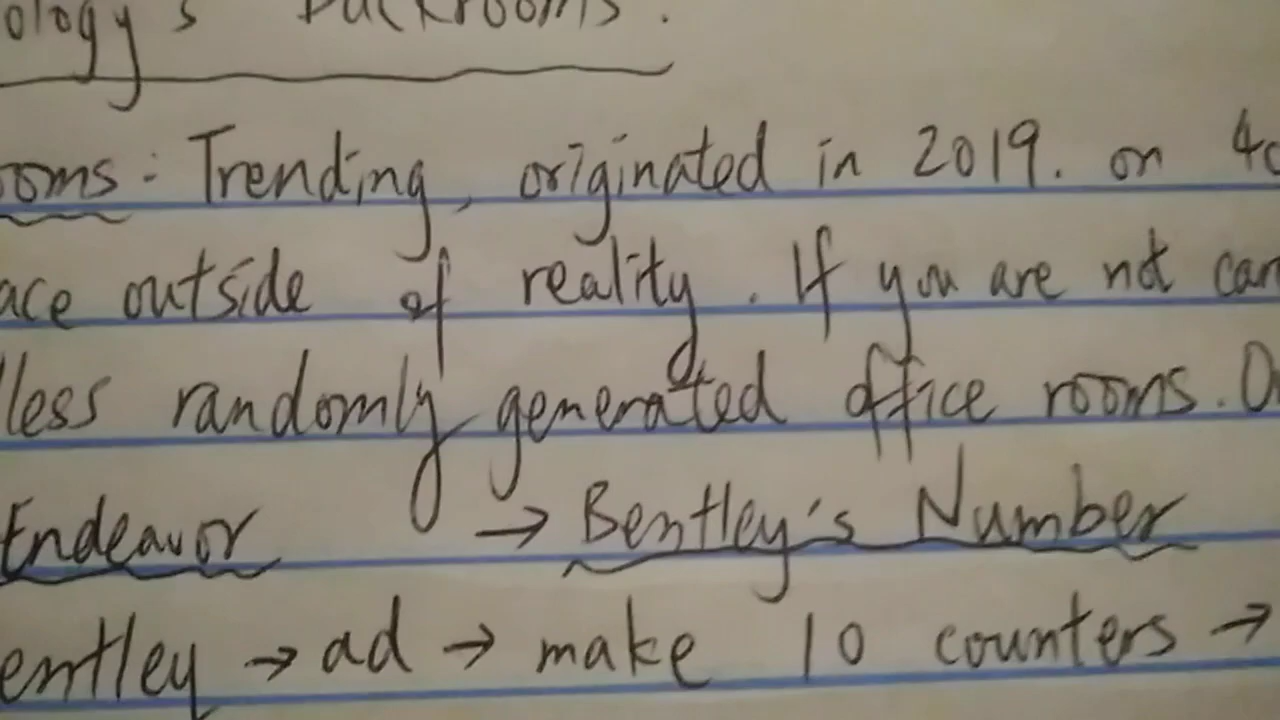 ology's Backrooms.
ooms: Trending, originated in 2019. on 4c
ace outside of reality. If you are not car
less randomly generated office rooms. O
Endeavor → Bentley's Number
entley → ad → make 10 counters →